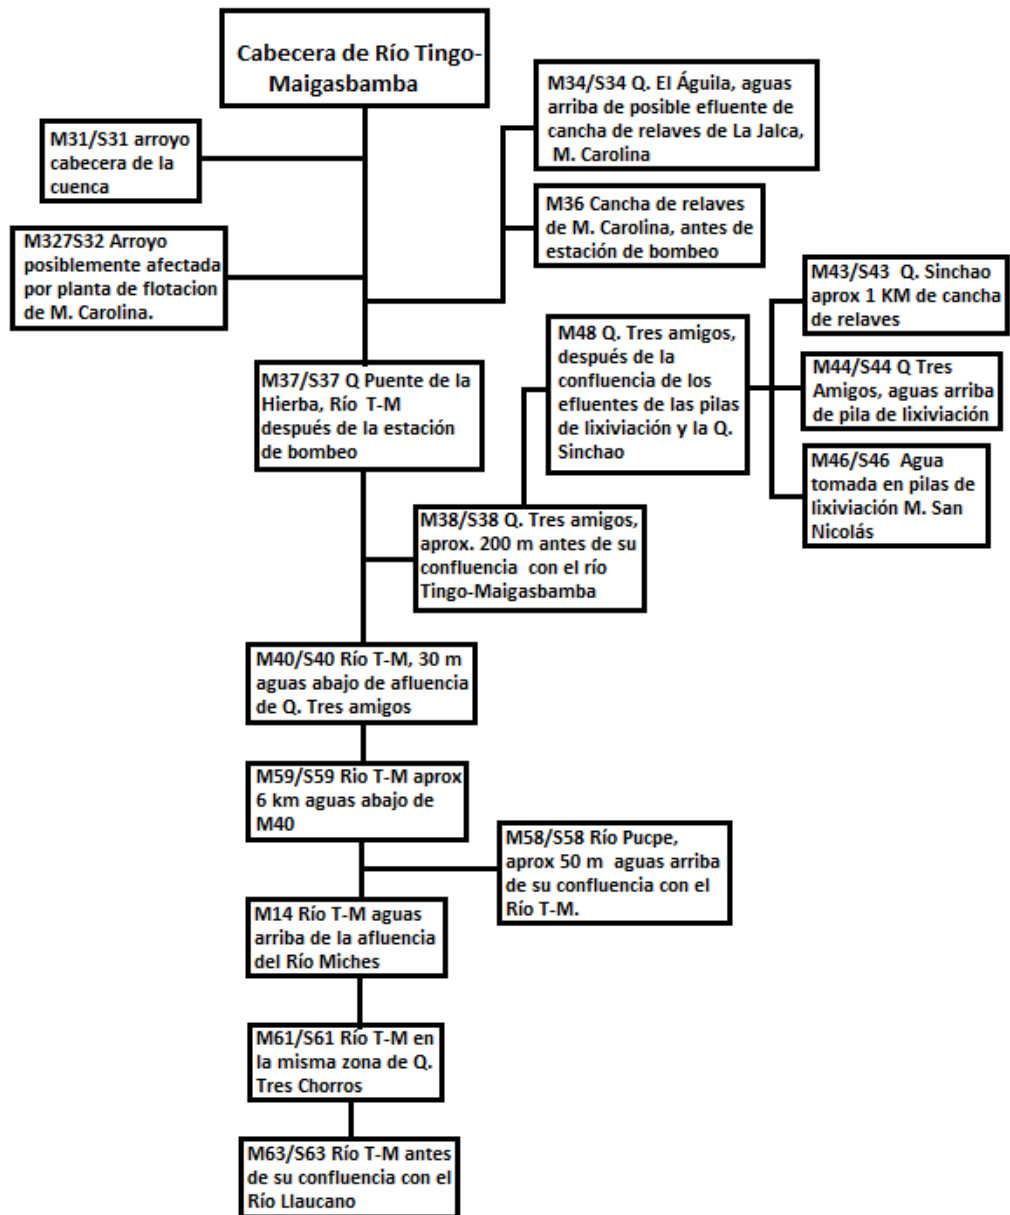 Cabecera de Río Tingo-
Maigasbamba
M34/S34 Q. El Águila, aguas
arriba de posible efluente de
cancha de relaves de La Jalca,
M. Carolina
M31/S31 arroyo
cabecera de la
cuenca
M36 Cancha de relaves
de M. Carolina, antes de
estación de bombeo
M327S32 Arroyo
posiblemente afectada
por planta de flotacion
de M. Carolina.
M43/S43 Q. Sinchao
aprox 1 KM de cancha
de relaves
M48 Q. Tres amigos,
después de la
confluencia de los
efluentes de las pilas
de lixiviación y la Q.
Sinchao
M44/S44 Q Tres
Amigos, aguas arriba
de pila de lixiviación
M37/S37 Q Puente de la
Hierba, Río T-M
después de la estación
de bombeo
M46/S46 Agua
tomada en pilas de
lixiviación M. San
Nicolás
M38/S38 Q. Tres amigos,
aprox. 200 m antes de su
confluencia con el río
Tingo-Maigasbamba
M40/S40 Río T-M, 30 m
aguas abajo de afluencia
de Q. Tres amigos
M59/S59 Rio T-M aprox
6 km aguas abajo de
M40
M58/S58 Río Pucpe,
aprox 50 m aguas arriba
de su confluencia con el
Río T-M.
M14 Río T-M aguas
arriba de la afluencia
del Río Miches
M61/S61 Río T-M en
la misma zona de Q.
Tres Chorros
M63/S63 Río T-M antes
de su confluencia con el
Río Llaucano